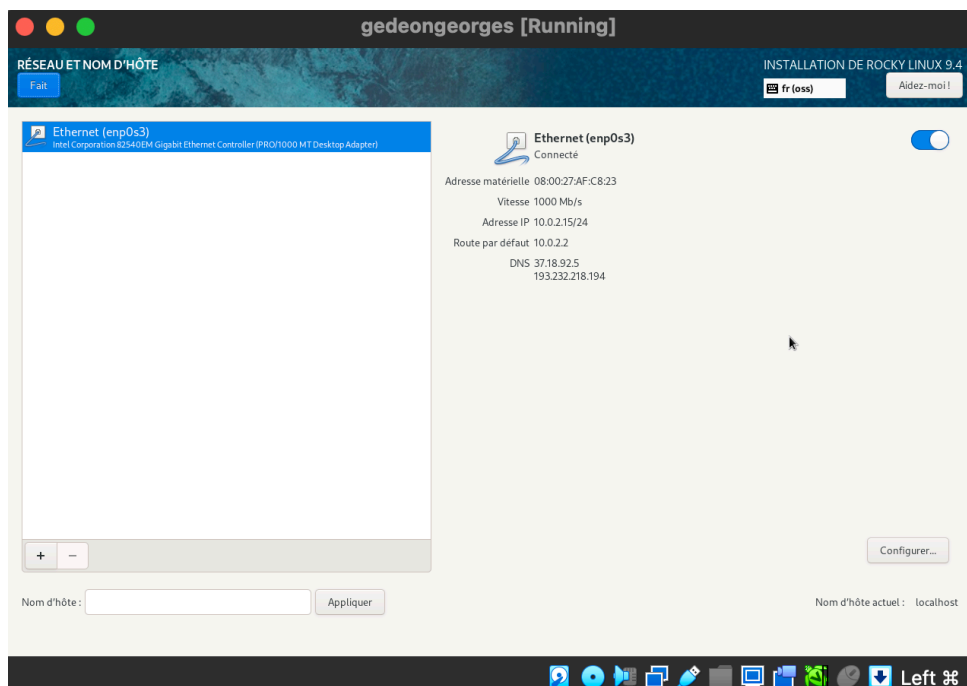 gedeongeorges [Running]
RÉSEAU ET NOM D'HÔTE
Fait
INSTALLATION DE ROCKY LINUX 9.4
fr (oss)
Aidez-moi !
Ethernet (enp0s3)
Intel Corporation 82540EM Gigabit Ethernet Controller (PRO/1000 MT Desktop Adapter)
Ethernet (enp0s3)
Connecté
Adresse matérielle 08:00:27:AF:C8:23
Vitesse 1000 Mb/s
Adresse IP 10.0.2.15/24
Route par défaut 10.0.2.2
DNS 37.18.92.5
193.232.218.194
+ −
Configurer...
Nom d'hôte :
Appliquer
Nom d'hôte actuel : localhost
Left ⌘